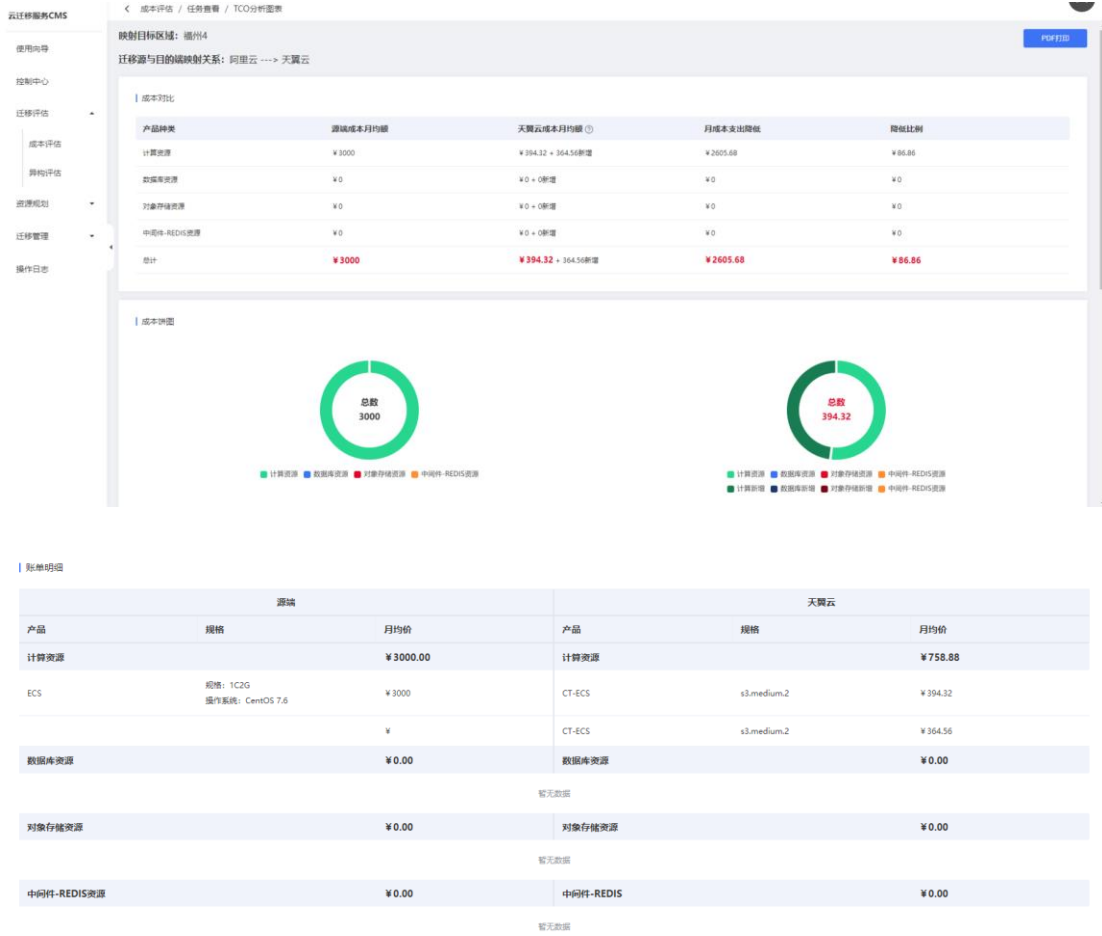 云迁移服务CMS
成本评估 / 任务查看 / TCO分析图表
使用向导
控制中心
迁移评估
成本评估
异构评估
资源规划
迁移管理
操作日志
映射目标区域：福州4
PDF打印
迁移源与目的端映射关系：阿里云 ---> 天翼云
成本对比
产品种类 源端成本月均额 天翼云成本月均额 ? 月成本支出降低 降低比例
计算资源 ¥3000 ¥394.32 + 364.56新增 ¥2605.68 ¥86.86
数据库资源 ¥0 ¥0 + 0新增 ¥0 ¥0
对象存储资源 ¥0 ¥0 + 0新增 ¥0 ¥0
中间件-REDIS资源 ¥0 ¥0 + 0新增 ¥0 ¥0
总计 ¥3000 ¥394.32 + 364.56新增 ¥2605.68 ¥86.86
成本饼图
总数
3000
计算资源 数据库资源 对象存储资源 中间件-REDIS资源
总数
394.32
计算资源 数据库资源 对象存储资源 中间件-REDIS资源
计算新增 数据库新增 对象存储新增 中间件-REDIS资源
账单明细
源端 天翼云
产品 规格 月均价 产品 规格 月均价
计算资源 ¥3000.00 计算资源 ¥758.88
ECS 规格：1C2G ¥3000 CT-ECS s3.medium.2 ¥394.32
操作系统：CentOS 7.6
¥ CT-ECS s3.medium.2 ¥364.56
数据库资源 ¥0.00 数据库资源 ¥0.00
暂无数据
对象存储资源 ¥0.00 对象存储资源 ¥0.00
暂无数据
中间件-REDIS资源 ¥0.00 中间件-REDIS ¥0.00
暂无数据